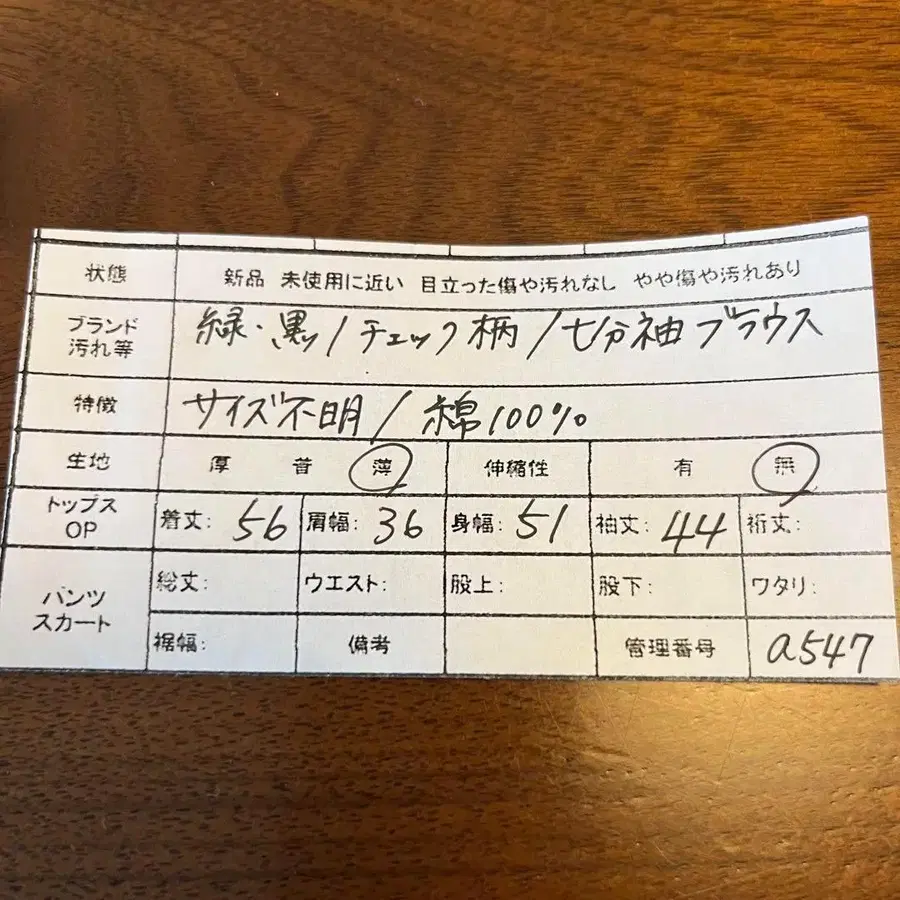 状態 新品 未使用に近い 目立った傷や汚れなし やや傷や汚れあり
ブランド
汚れ等
緑・黒/チェック柄/七分袖ブラウス
特徴 サイズ不明/綿100%
生地 厚 普 薄 伸縮性 有 無
トップス
OP
着丈: 56 肩幅: 36 身幅: 51 袖丈: 44 裄丈:
パンツ
スカート
総丈: ウエスト: 股上: 股下: ワタリ:
裾幅: 備考 管理番号 a547